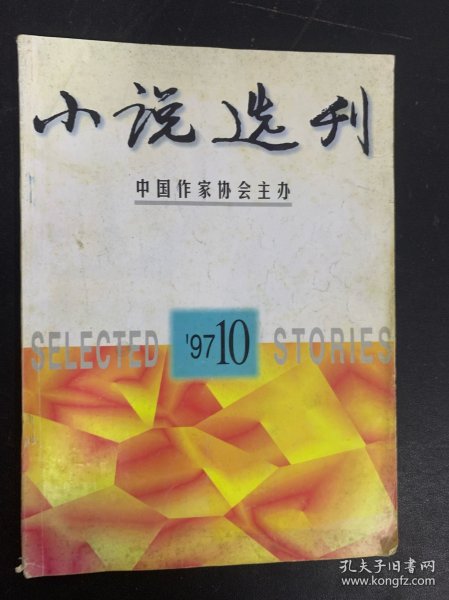 小说选刊
中国作家协会主办
SELECTED '97 10 STORIES
孔夫子旧书网
www.kongfz.com